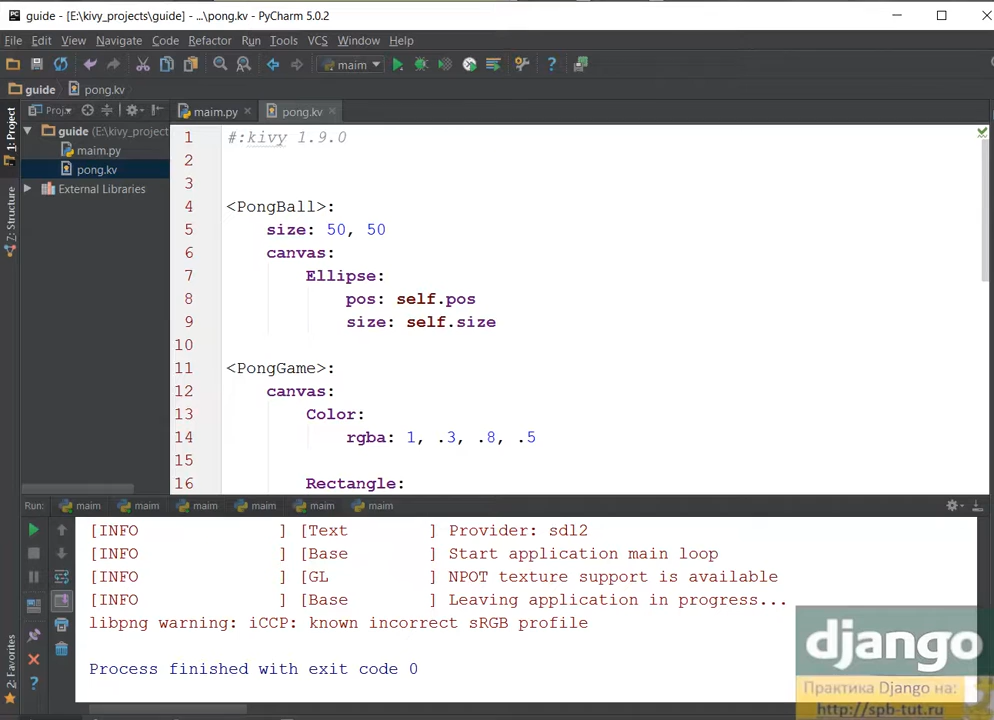 guide - [E:\kivy_projects\guide] - ...\pong.kv - PyCharm 5.0.2
File Edit View Navigate Code Refactor Run Tools VCS Window Help
maim
guide pong.kv
Proj maim.py pong.kv
1: Project
Z: Structure
2: Favorites
guide (E:\kivy_project
maim.py
pong.kv
External Libraries
1 #:kivy 1.9.0
2
3
4 <PongBall>:
5 size: 50, 50
6 canvas:
7 Ellipse:
8 pos: self.pos
9 size: self.size
10
11 <PongGame>:
12 canvas:
13 Color:
14 rgba: 1, .3, .8, .5
15
16 Rectangle:
Run: maim maim maim maim maim maim
[INFO ] [Text ] Provider: sdl2
[INFO ] [Base ] Start application main loop
[INFO ] [GL ] NPOT texture support is available
[INFO ] [Base ] Leaving application in progress...
libpng warning: iCCP: known incorrect sRGB profile
Process finished with exit code 0
django
Практика Django на:
http://spb-tut.ru